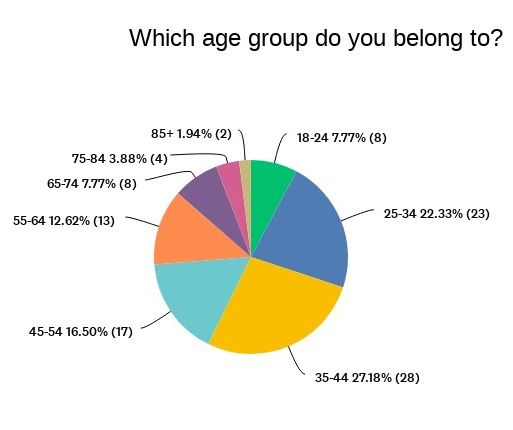 Which age group do you belong to?
85+ 1.94% (2)
18-24 7.77% (8)
75-84 3.88% (4)
65-74 7.77% (8)
25-34 22.33% (23)
55-64 12.62% (13)
45-54 16.50% (17)
35-44 27.18% (28)